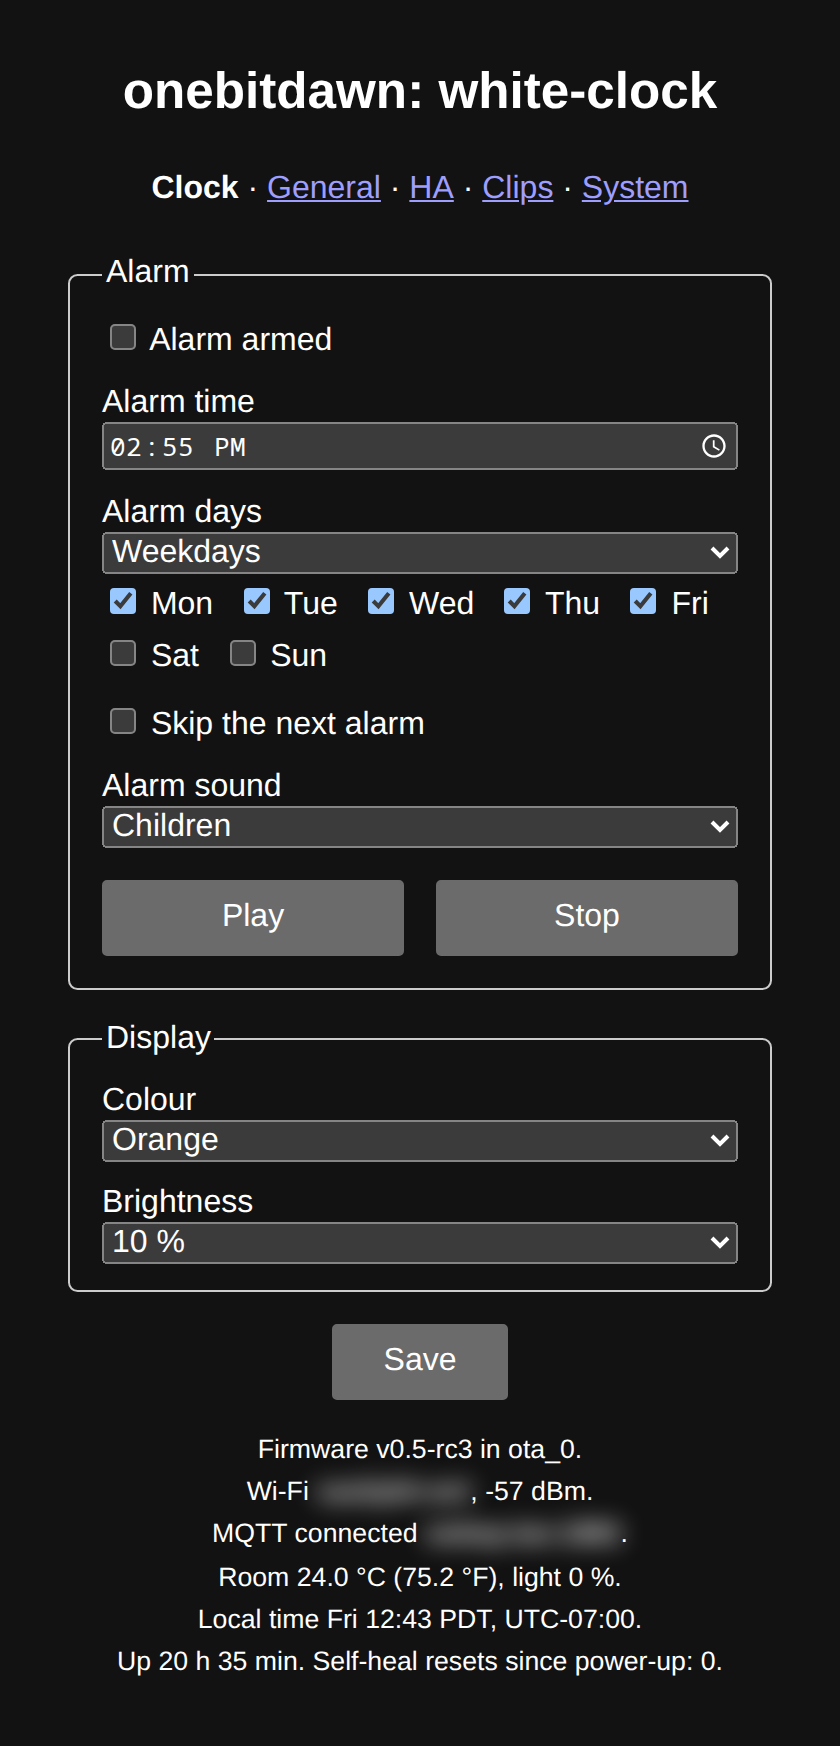 onebitdawn: white-clock
Clock · General · HA · Clips · System
Alarm
Alarm armed
Alarm time
02:55 PM
Alarm days
Weekdays
Mon Tue Wed Thu Fri
Sat Sun
Skip the next alarm
Alarm sound
Children
Play Stop
Display
Colour
Orange
Brightness
10 %
Save
Firmware v0.5-rc3 in ota_0.
Wi-Fi , -57 dBm.
MQTT connected .
Room 24.0 °C (75.2 °F), light 0 %.
Local time Fri 12:43 PDT, UTC-07:00.
Up 20 h 35 min. Self-heal resets since power-up: 0.